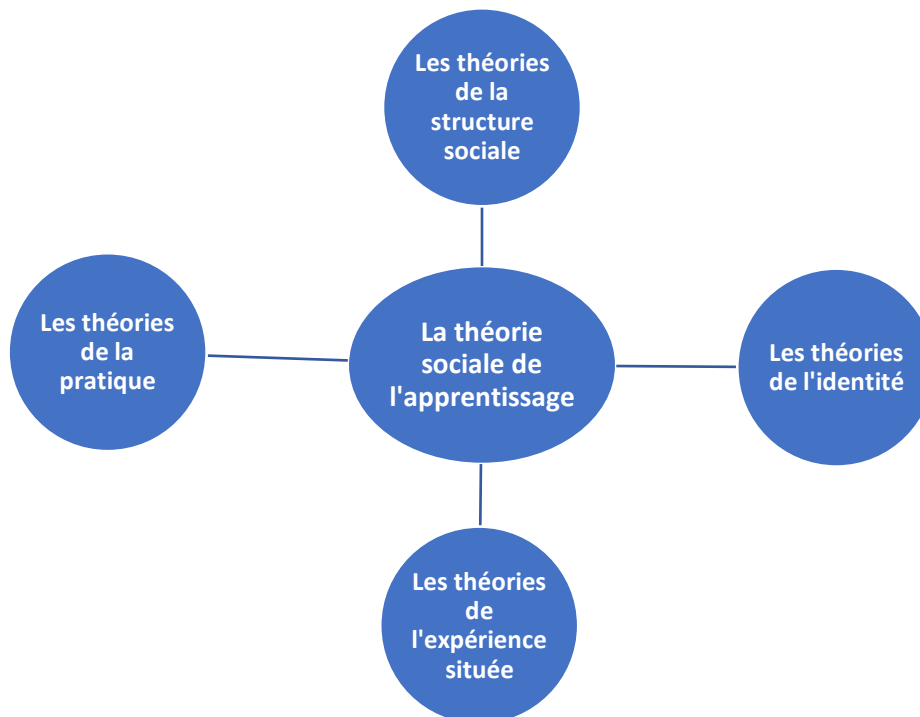 Les théories
de la
structure
sociale
Les théories
de la
pratique
La théorie
sociale de
l'apprentissage
Les théories
de l'identité
Les théories
de
l'expérience
située